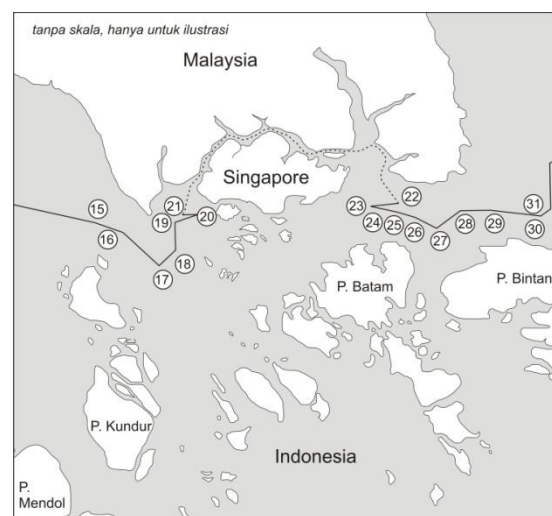 tanpa skala, hanya untuk ilustrasi
Malaysia
Singapore
15
16
17
18
19
21
20
23
22
24
25
26
27
28
29
31
30
P. Batam
P. Bintan
P. Kundur
Indonesia
P.
Mendol